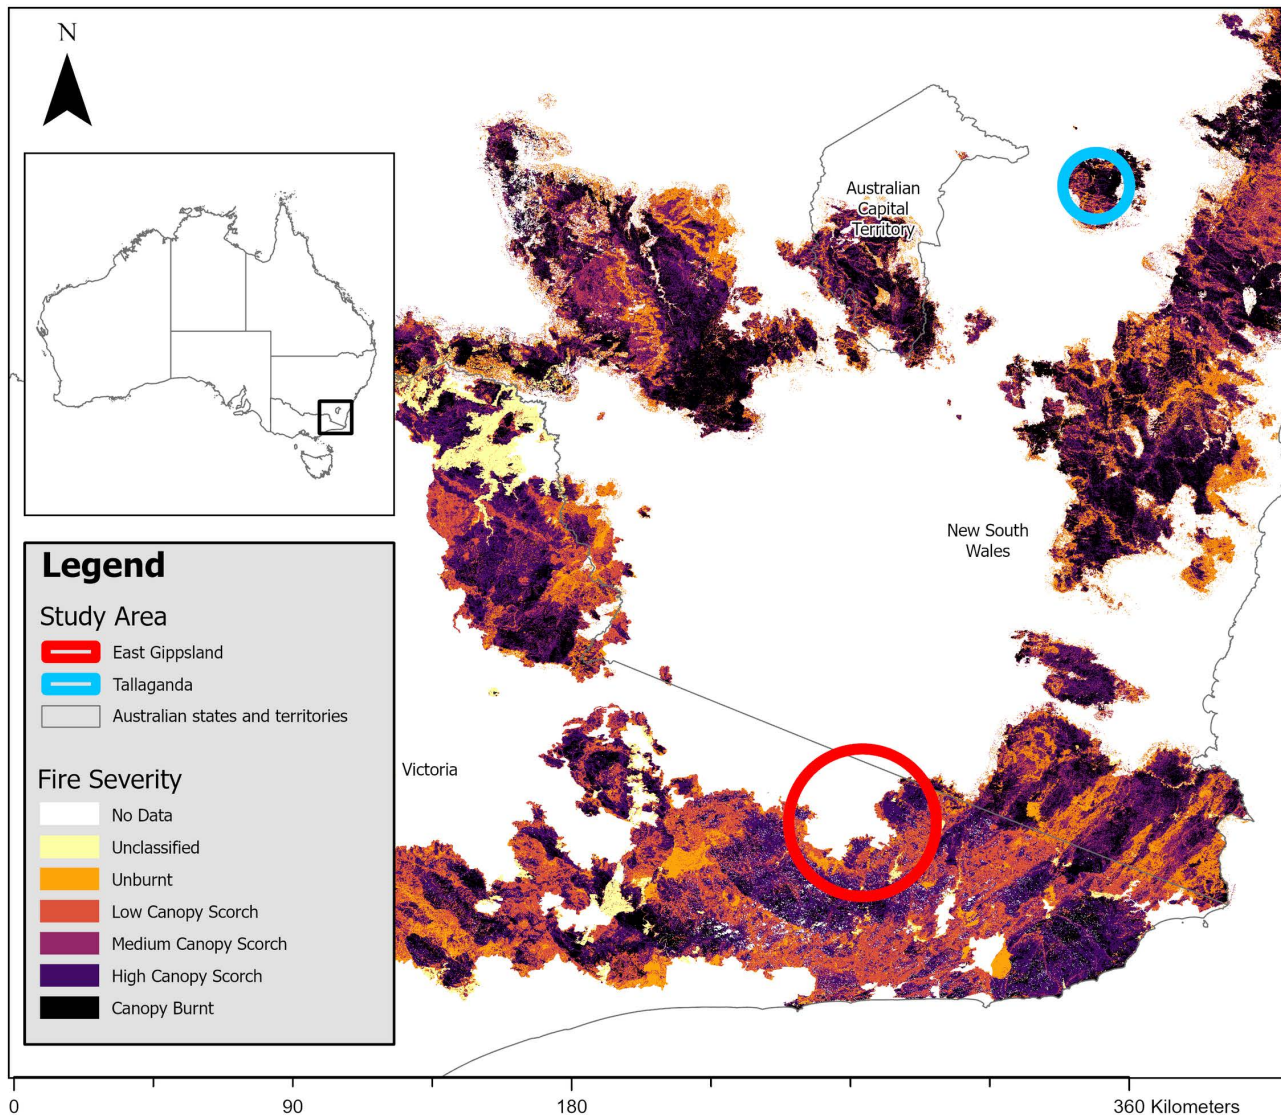 N
Australian
Capital
Territory
New South
Wales
Victoria
Legend
Study Area
East Gippsland
Tallaganda
Australian states and territories
Fire Severity
No Data
Unclassified
Unburnt
Low Canopy Scorch
Medium Canopy Scorch
High Canopy Scorch
Canopy Burnt
0 90 180 360 Kilometers